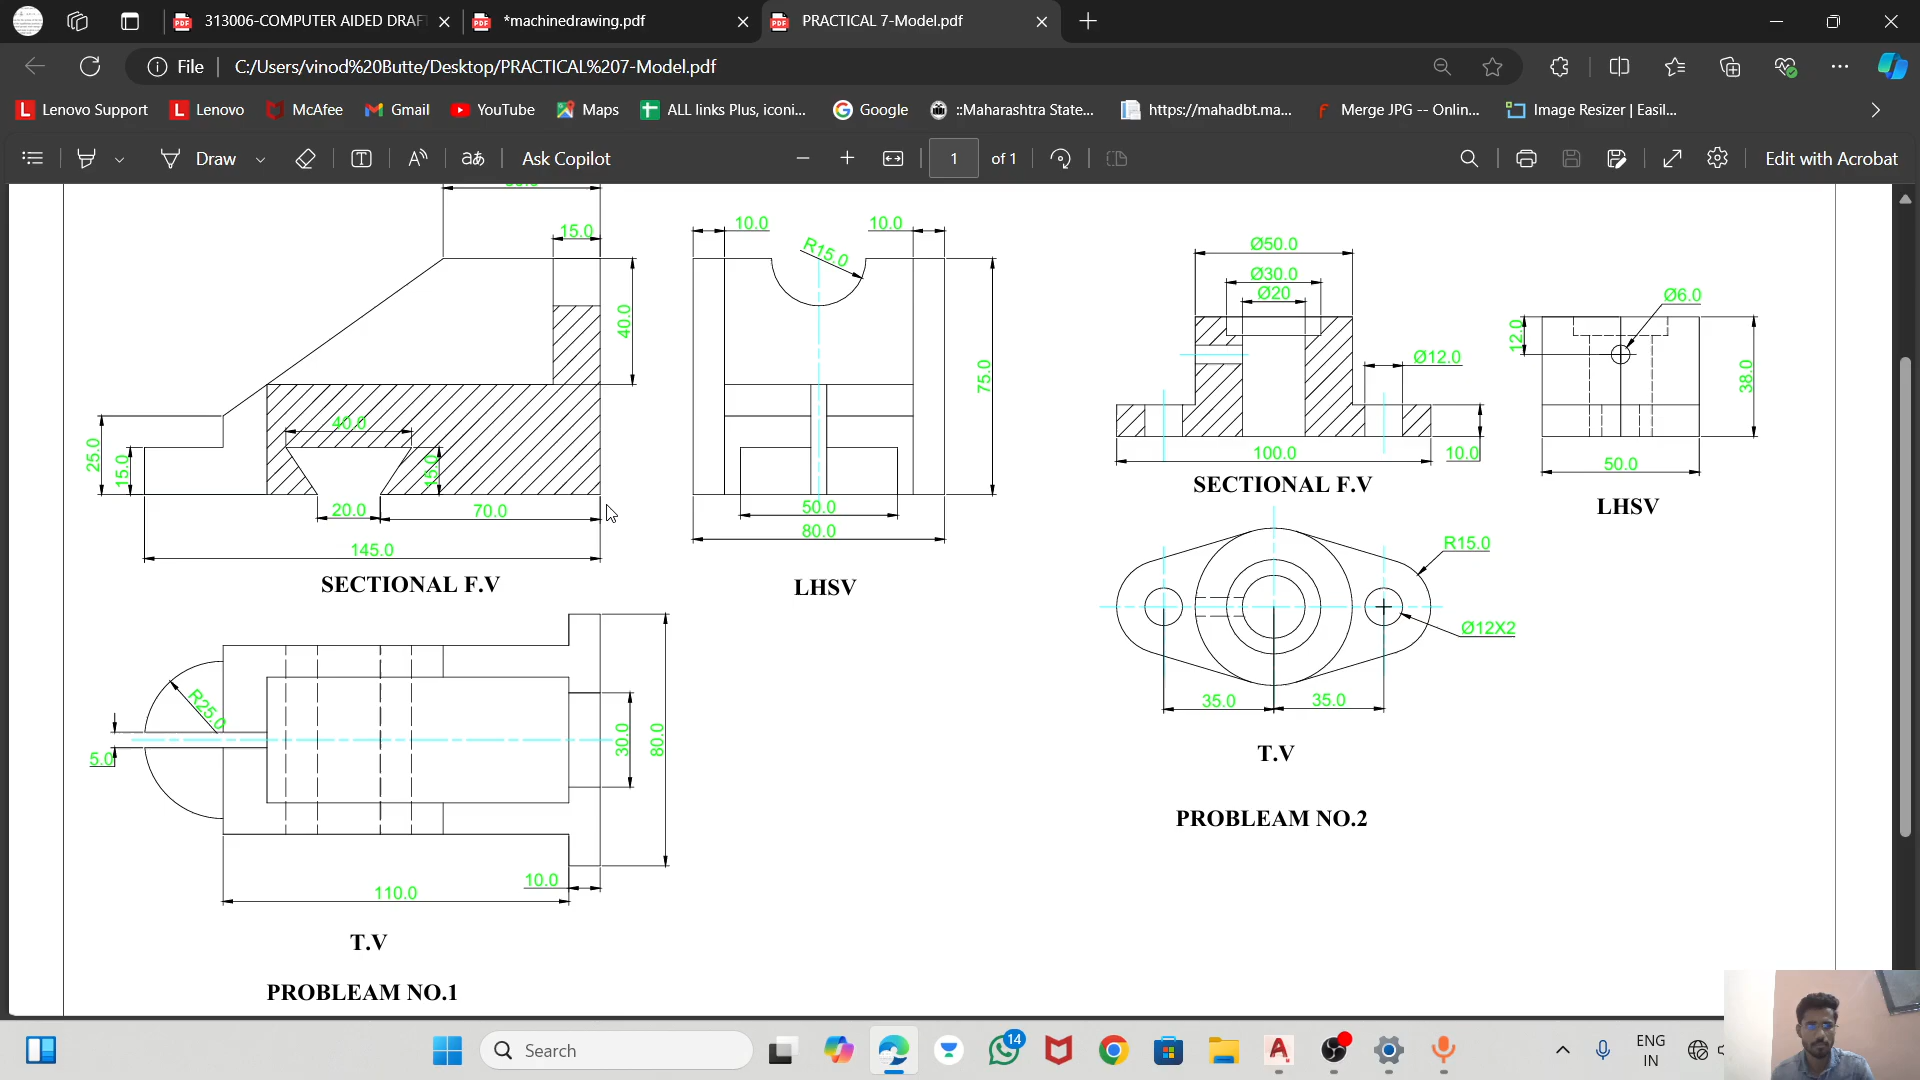 313006-COMPUTER AIDED DRAF
*machinedrawing.pdf
PRACTICAL 7-Model.pdf
File
C:/Users/vinod%20Butte/Desktop/PRACTICAL%207-Model.pdf
Lenovo Support
Lenovo
McAfee
Gmail
YouTube
Maps
ALL links Plus, iconi...
Google
::Maharashtra State...
https://mahadbt.ma...
Merge JPG -- Onlin...
Image Resizer | Easil...
Draw
aあ
Ask Copilot
1
of 1
Edit with Acrobat
15.0
40.0
40.0
25.0
15.0
15.0
20.0
70.0
145.0
SECTIONAL F.V
10.0
10.0
R15.0
75.0
50.0
80.0
LHSV
Ø50.0
Ø30.0
Ø20
Ø12.0
100.0
10.0
SECTIONAL F.V
Ø6.0
12.0
38.0
50.0
LHSV
R25.0
5.0
30.0
80.0
10.0
110.0
T.V
PROBLEAM NO.1
R15.0
Ø12X2
35.0
35.0
T.V
PROBLEAM NO.2
Search
14
ENG
IN